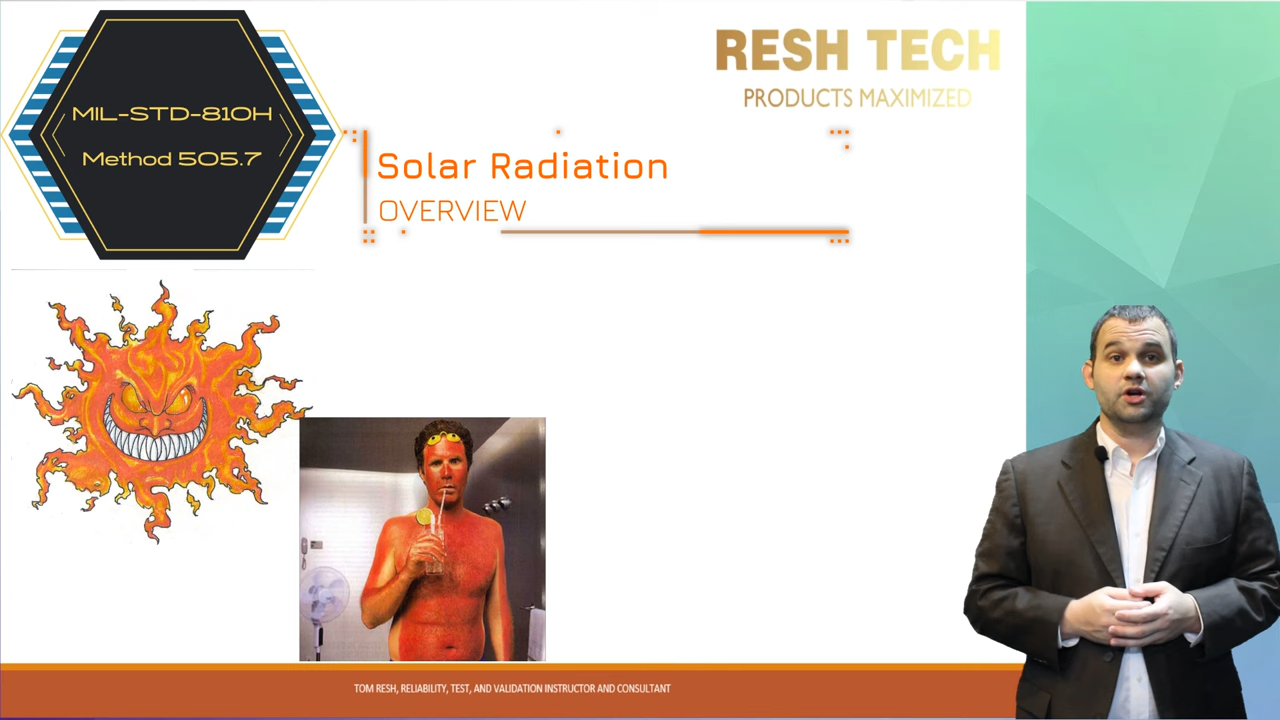 MIL-STD-810H
Method 505.7
RESH TECH
PRODUCTS MAXIMIZED
Solar Radiation
OVERVIEW
TOM RESH, RELIABILITY, TEST, AND VALIDATION INSTRUCTOR AND CONSULTANT